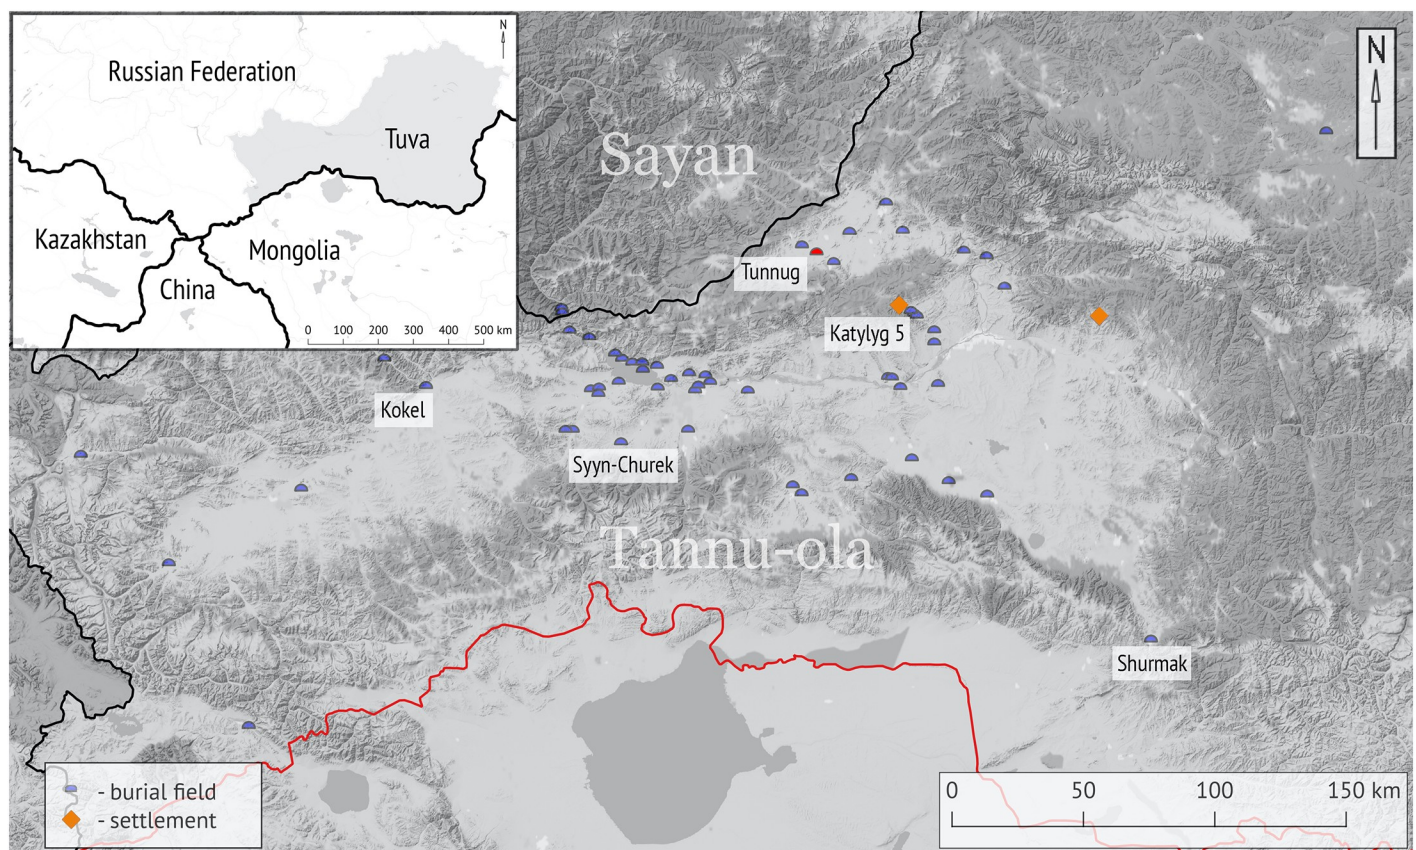 N
Russian Federation
Tuva
Kazakhstan
Mongolia
China
0 100 200 300 400 500 km
N
Sayan
Tunnug
Katylyg 5
Kokel
Syyn-Churek
Tannu-ola
Shurmak
- burial field
- settlement
0 50 100 150 km